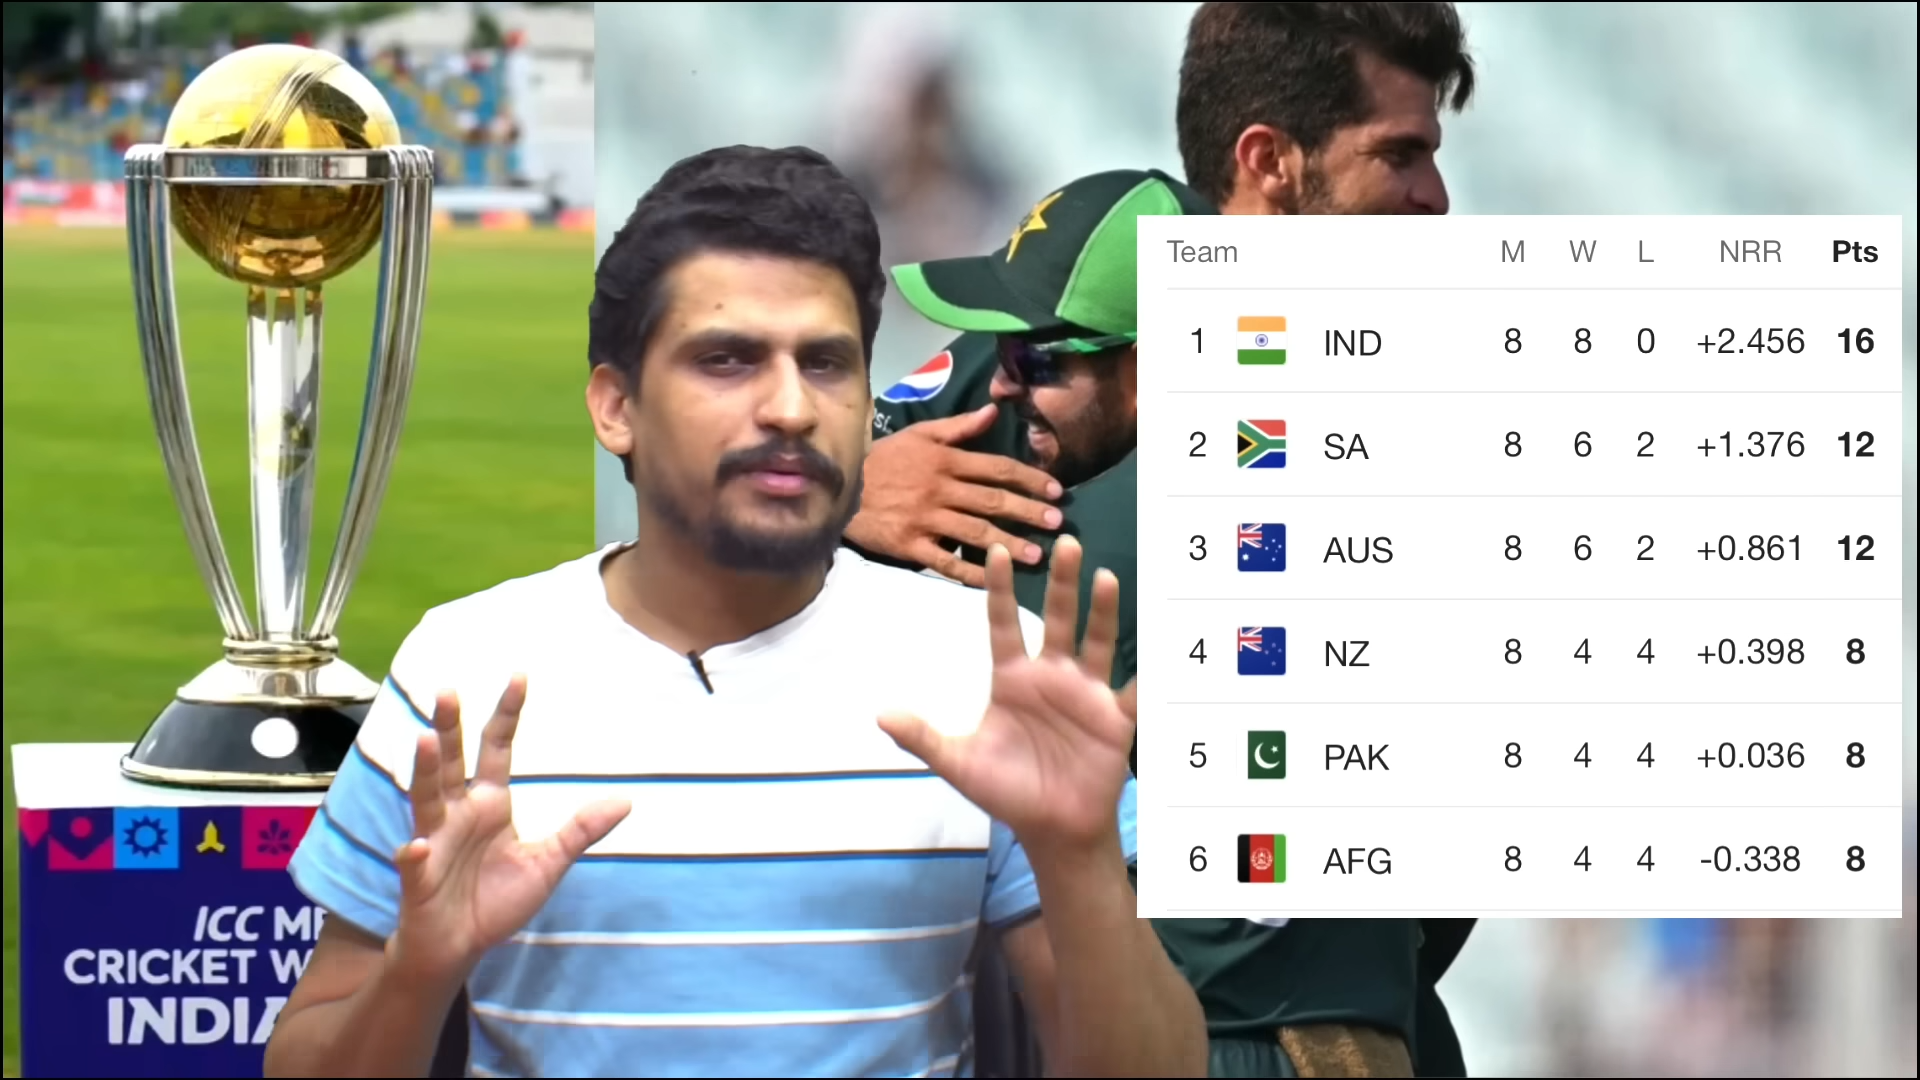 ICC ME
CRICKET W
INDIA
Team M W L NRR Pts
1 IND 8 8 0 +2.456 16
2 SA 8 6 2 +1.376 12
3 AUS 8 6 2 +0.861 12
4 NZ 8 4 4 +0.398 8
5 PAK 8 4 4 +0.036 8
6 AFG 8 4 4 -0.338 8